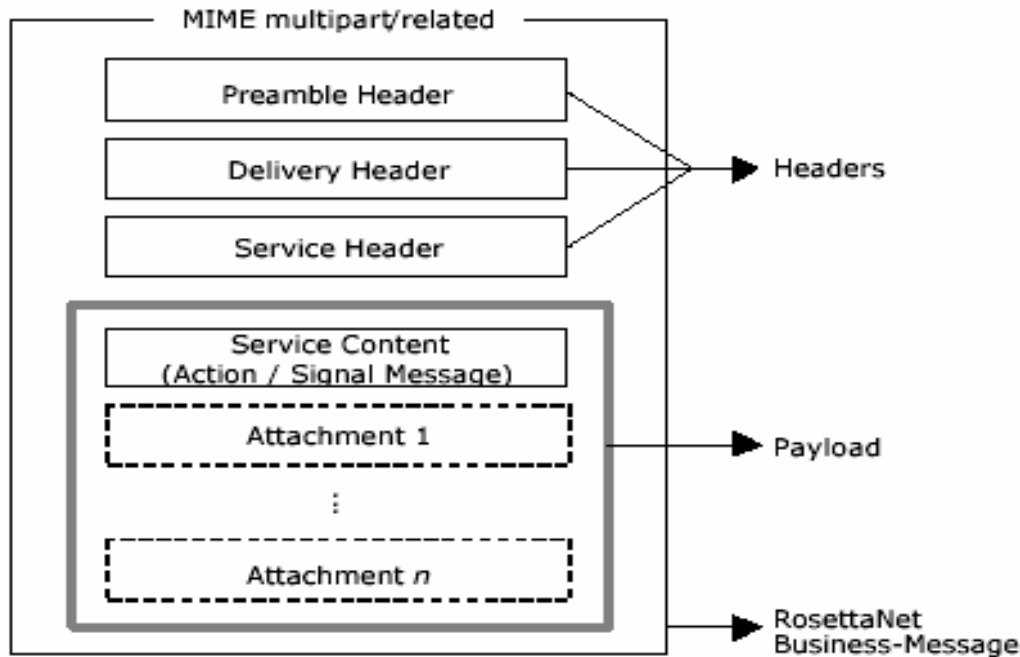 MIME multipart/related
Preamble Header
Delivery Header
Headers
Service Header
Service Content
(Action / Signal Message)
Attachment 1
Payload
⋮
Attachment n
RosettaNet
Business-Message